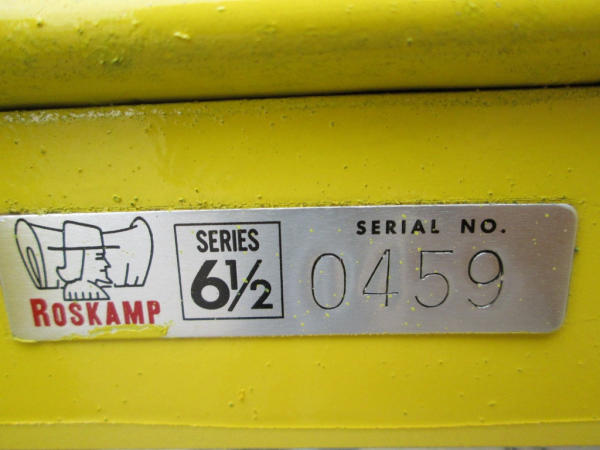 ROSKAMP
SERIES
6½
SERIAL NO.
0459